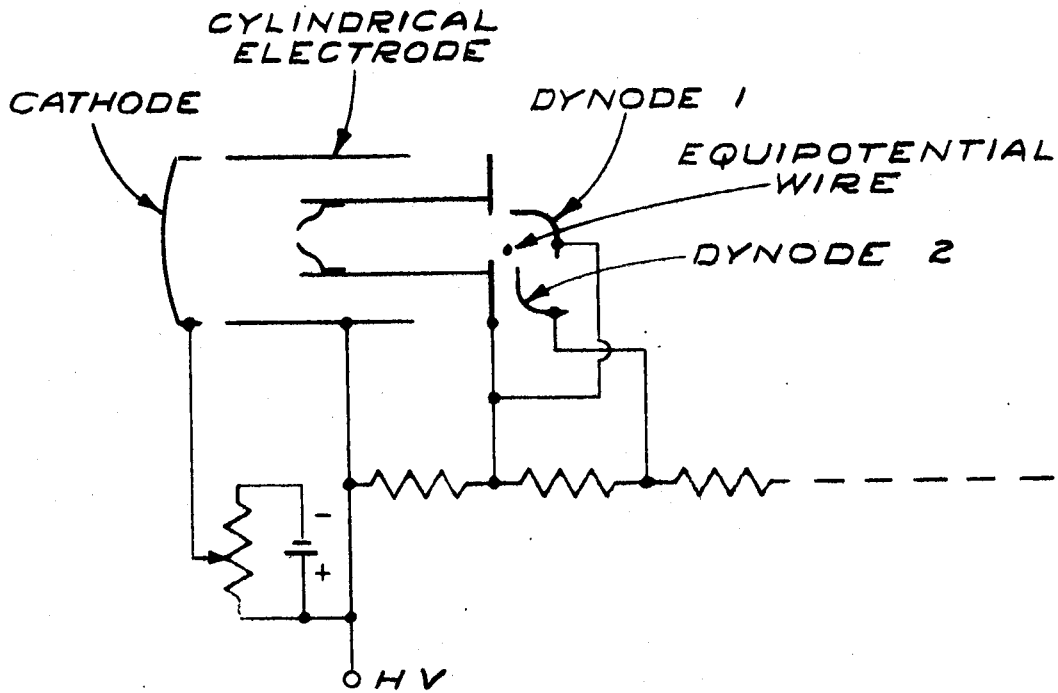 CYLINDRICAL
ELECTRODE
CATHODE
DYNODE 1
EQUIPOTENTIAL
WIRE
DYNODE 2
-
+
HV